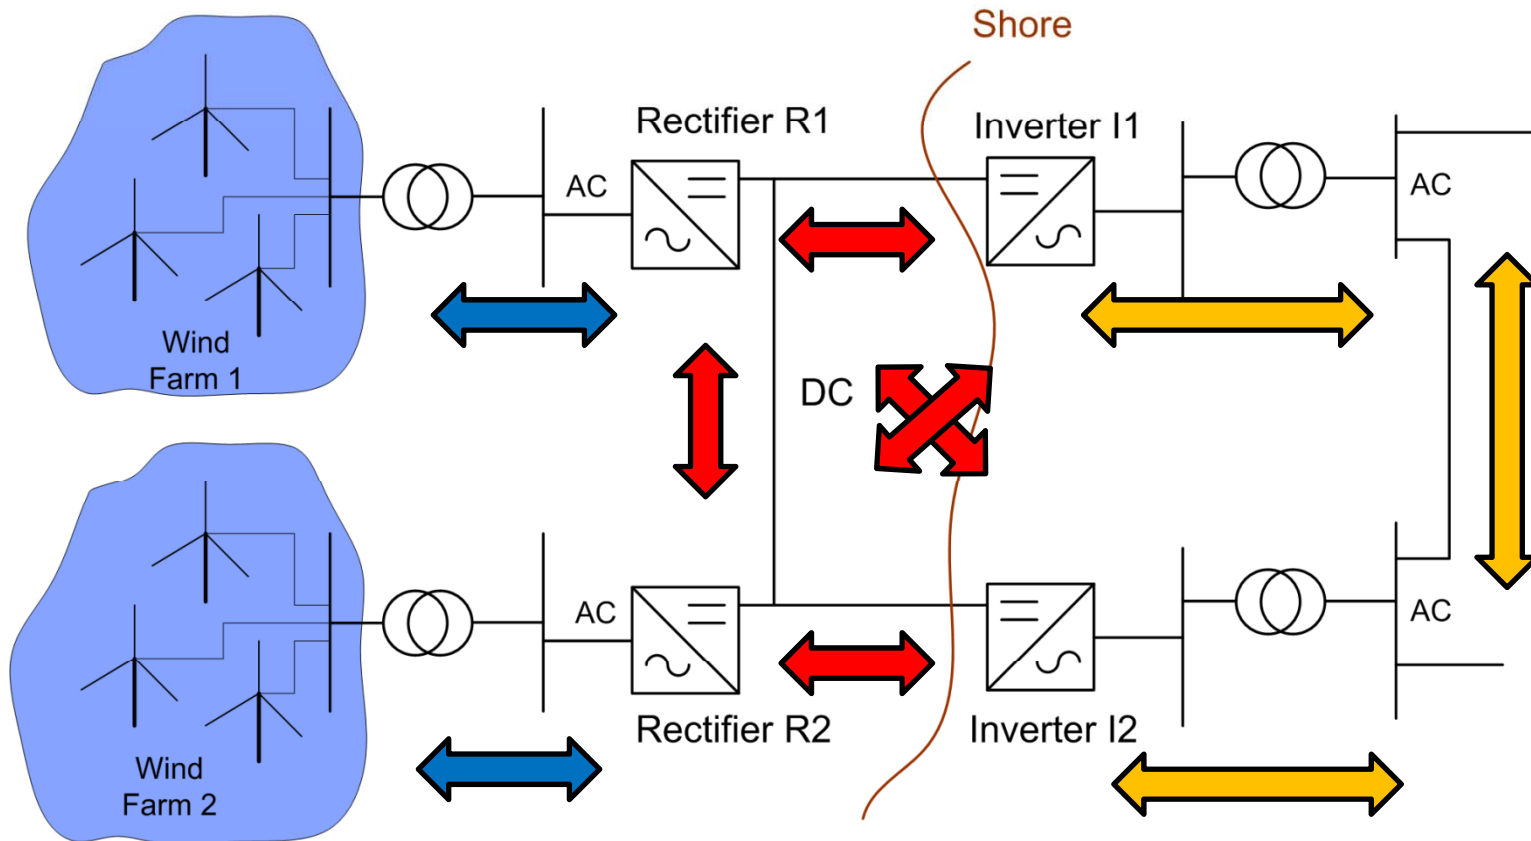 Shore
Rectifier R1
Inverter I1
AC
AC
Wind
Farm 1
DC
AC
AC
Rectifier R2
Inverter I2
Wind
Farm 2